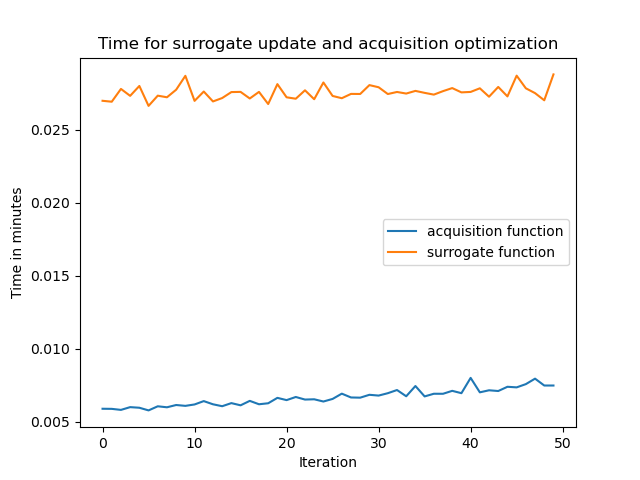 Time for surrogate update and acquisition optimization
0.025
0.020
0.015
0.010
0.005
Time in minutes
acquisition function
surrogate function
0 10 20 30 40 50
Iteration